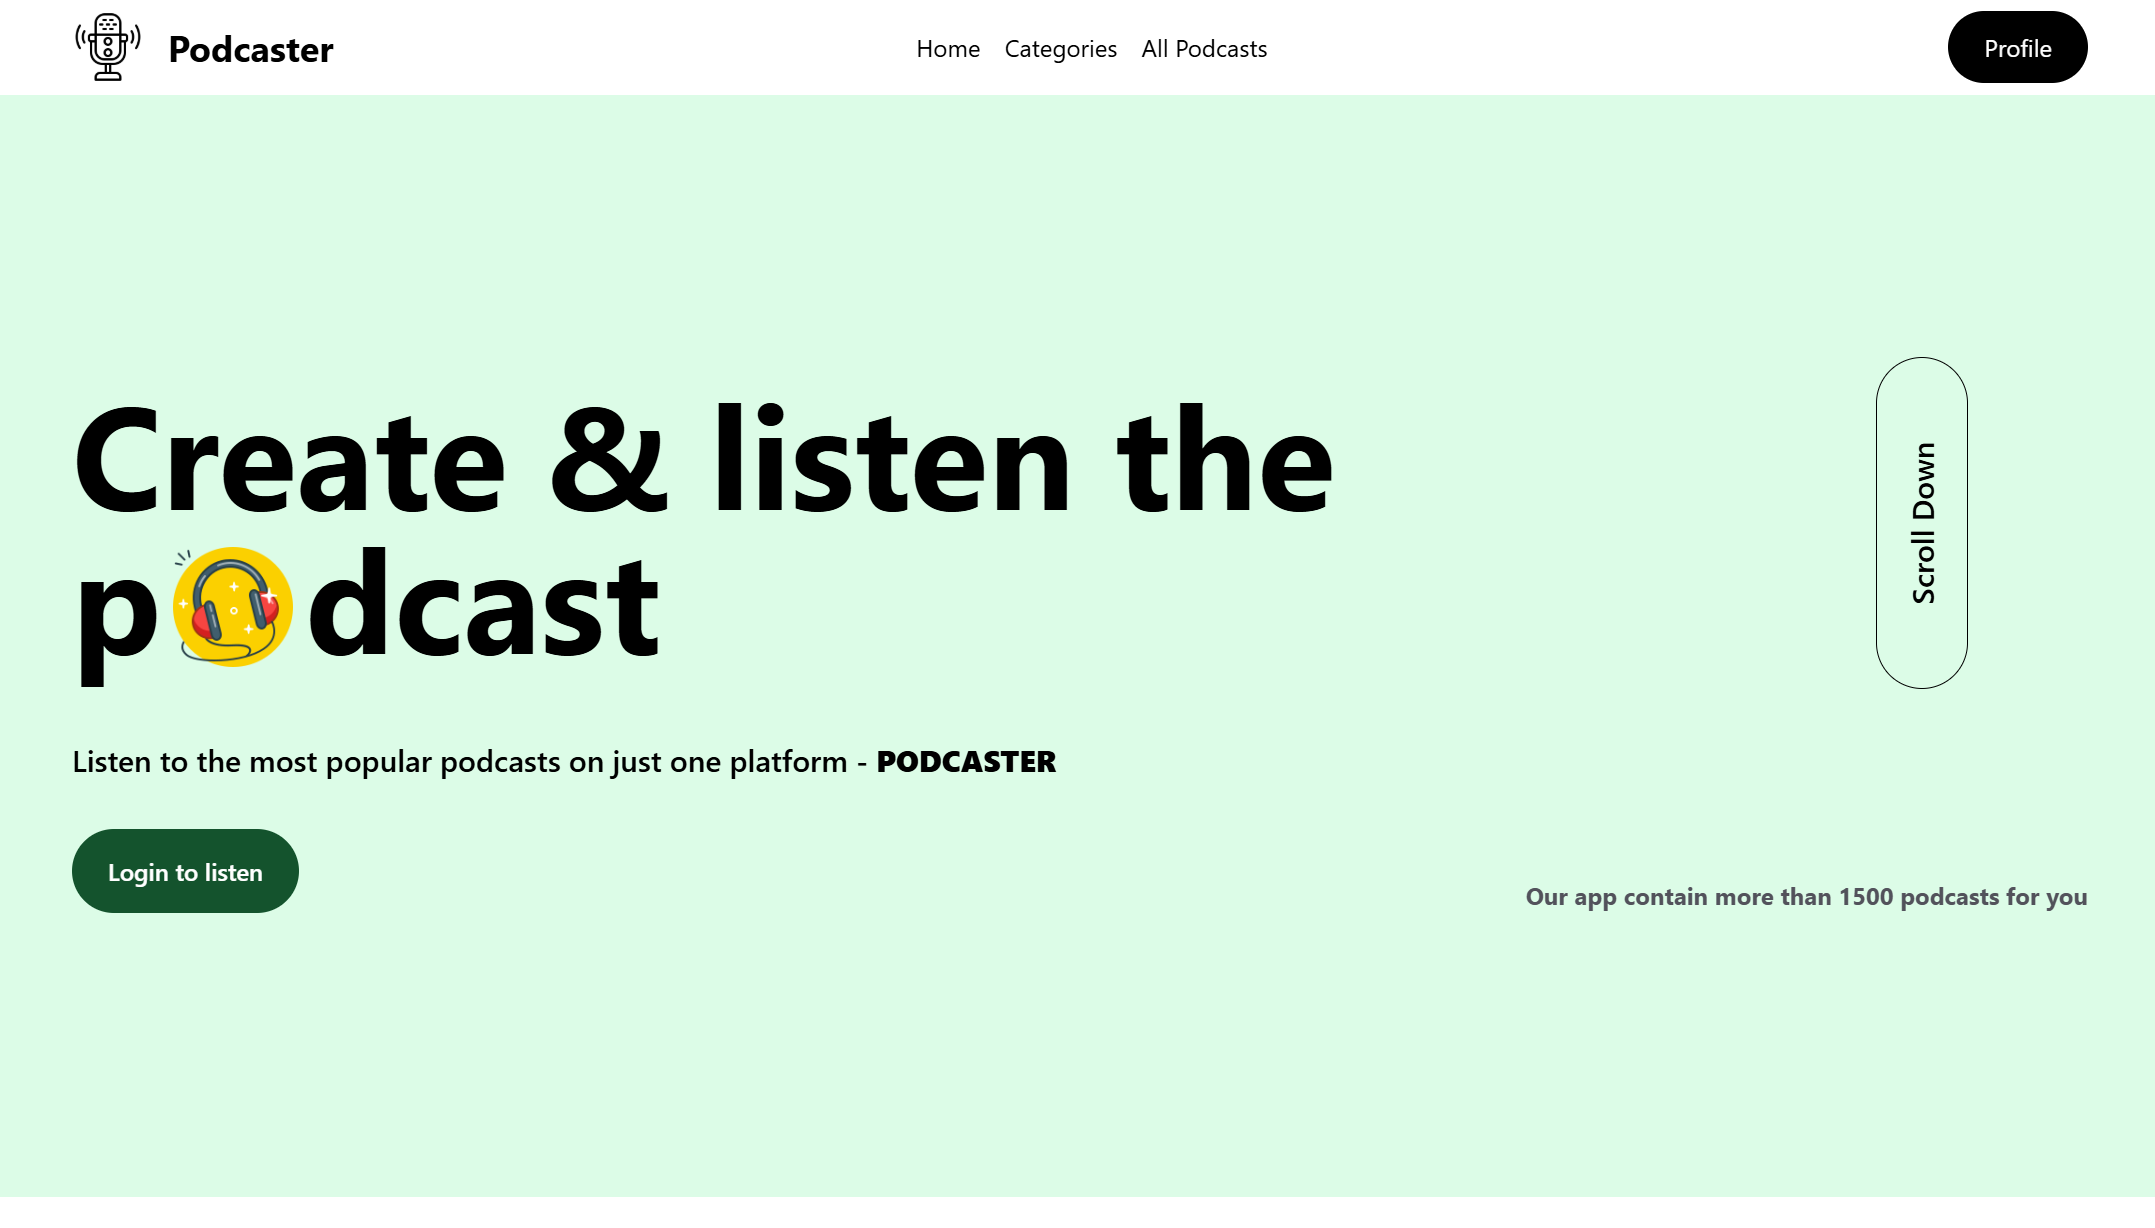 Podcaster
Home Categories All Podcasts
Profile
Create & listen the
p dcast
Scroll Down
Listen to the most popular podcasts on just one platform - PODCASTER
Login to listen
Our app contain more than 1500 podcasts for you